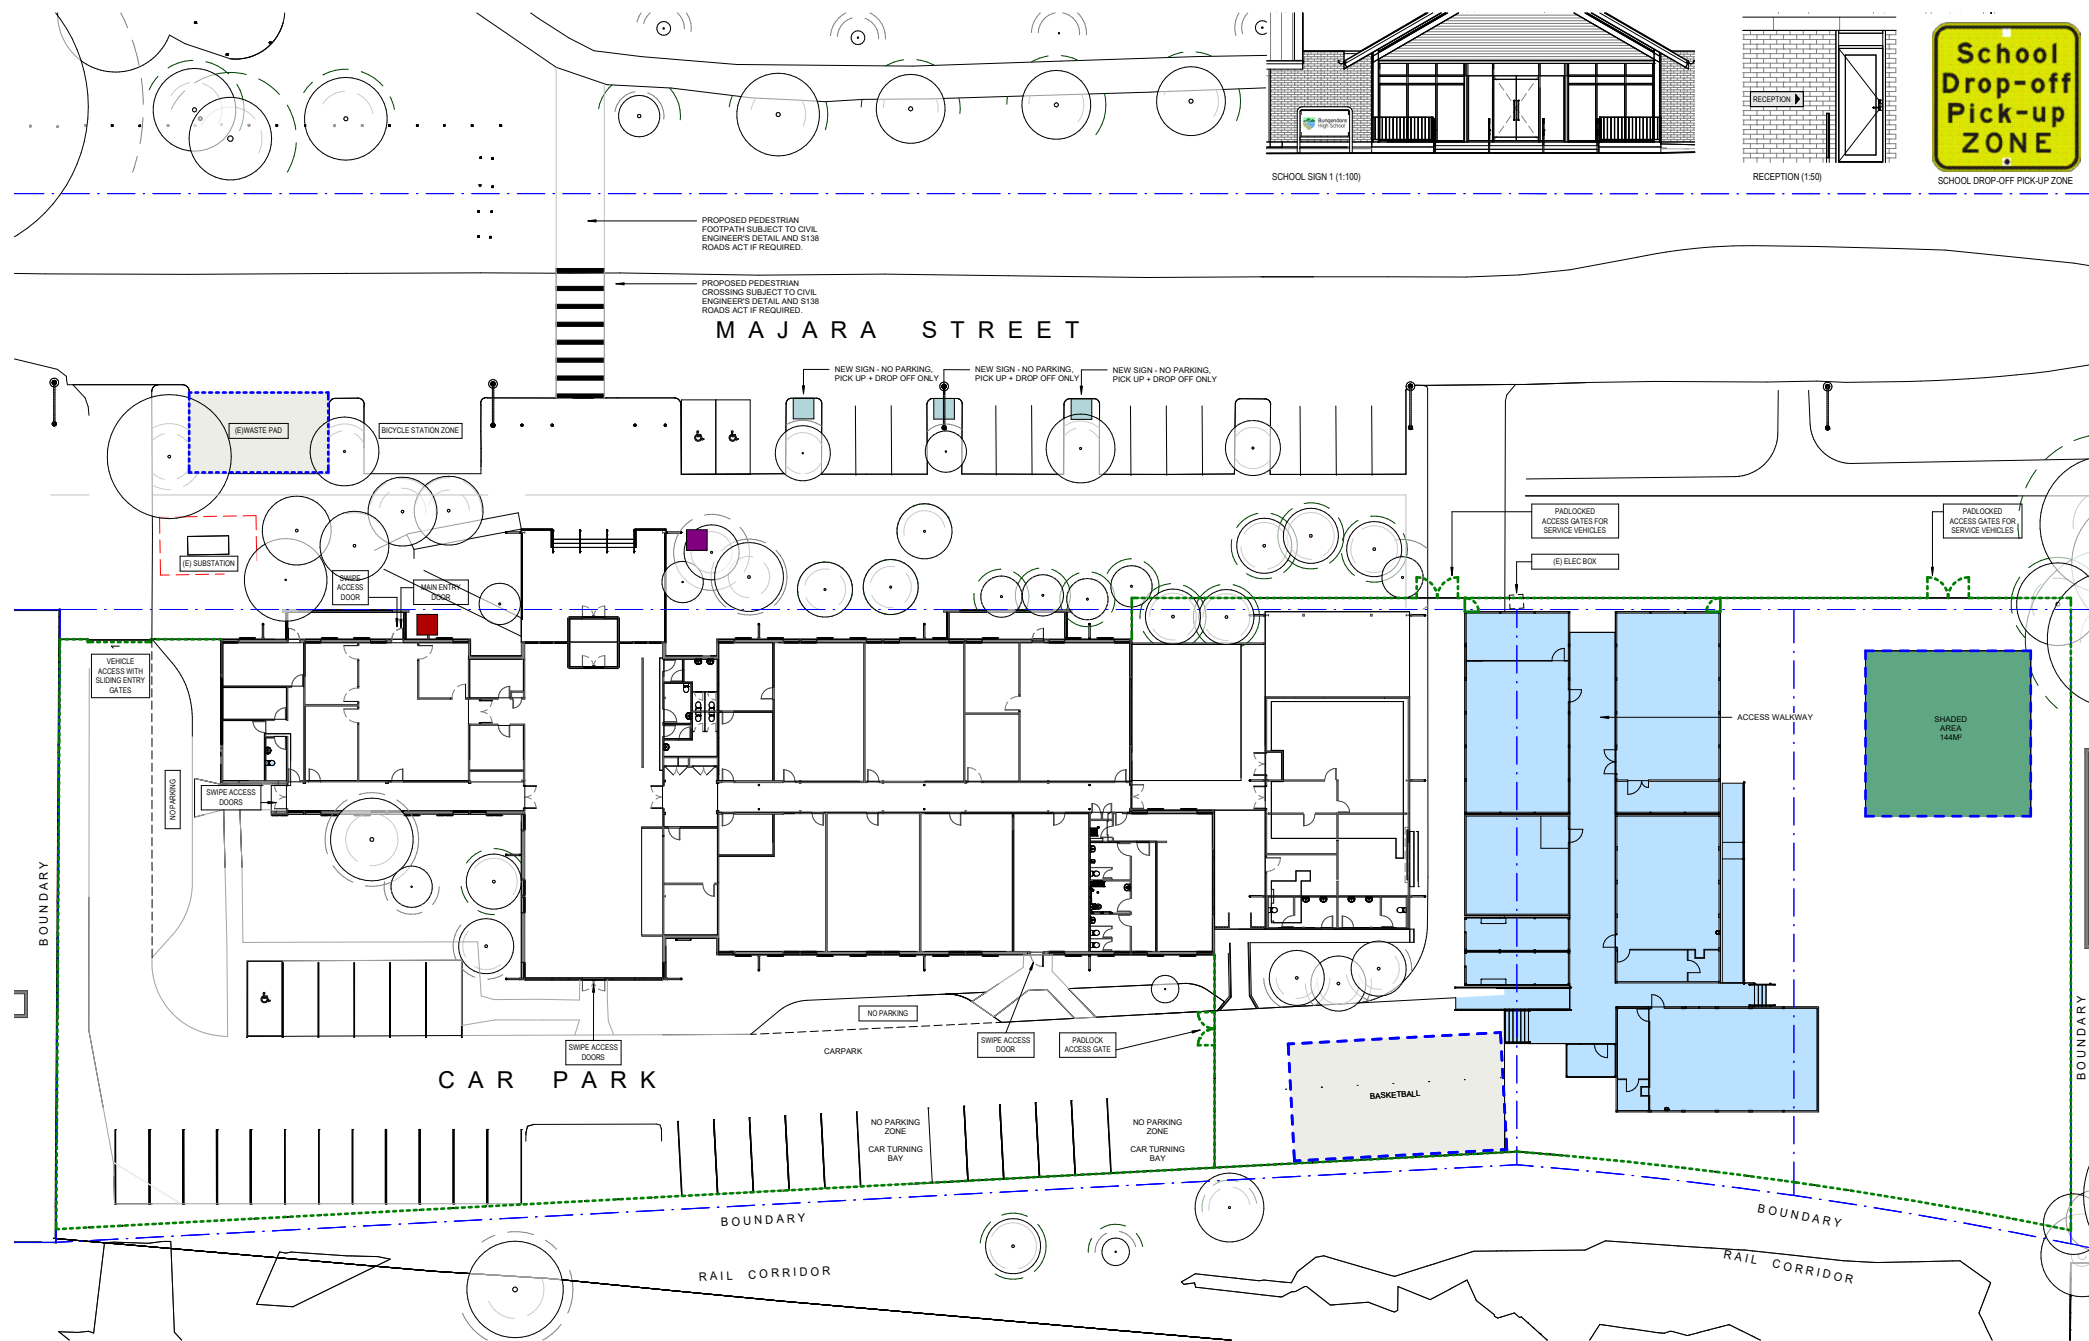 School
Drop-off
Pick-up
ZONE
RECEPTION
Bungendore
High School
SCHOOL SIGN 1 (1:100)
RECEPTION (1:50)
SCHOOL DROP-OFF PICK-UP ZONE
PROPOSED PEDESTRIAN
FOOTPATH SUBJECT TO CIVIL
ENGINEER'S DETAIL AND S138
ROADS ACT IF REQUIRED.
PROPOSED PEDESTRIAN
CROSSING SUBJECT TO CIVIL
ENGINEER'S DETAIL AND S138
ROADS ACT IF REQUIRED.
MAJARA STREET
NEW SIGN - NO PARKING,
PICK UP + DROP OFF ONLY
NEW SIGN - NO PARKING,
PICK UP + DROP OFF ONLY
NEW SIGN - NO PARKING,
PICK UP + DROP OFF ONLY
(E)WASTE PAD
BICYCLE STATION ZONE
PADLOCKED
ACCESS GATES FOR
SERVICE VEHICLES
PADLOCKED
ACCESS GATES FOR
SERVICE VEHICLES
(E) SUBSTATION
(E) ELEC BOX
SWIPE
ACCESS
DOOR
MAIN ENTRY
DOOR
VEHICLE
ACCESS WITH
SLIDING ENTRY
GATES
ACCESS WALKWAY
SHADED
AREA
144M²
NO PARKING
SWIPE ACCESS
DOORS
BOUNDARY
BOUNDARY
NO PARKING
SWIPE ACCESS
DOORS
SWIPE ACCESS
DOOR
PADLOCK
ACCESS GATE
CARPARK
CAR PARK
BASKETBALL
NO PARKING
ZONE
CAR TURNING
BAY
NO PARKING
ZONE
CAR TURNING
BAY
BOUNDARY
BOUNDARY
RAIL CORRIDOR
RAIL CORRIDOR